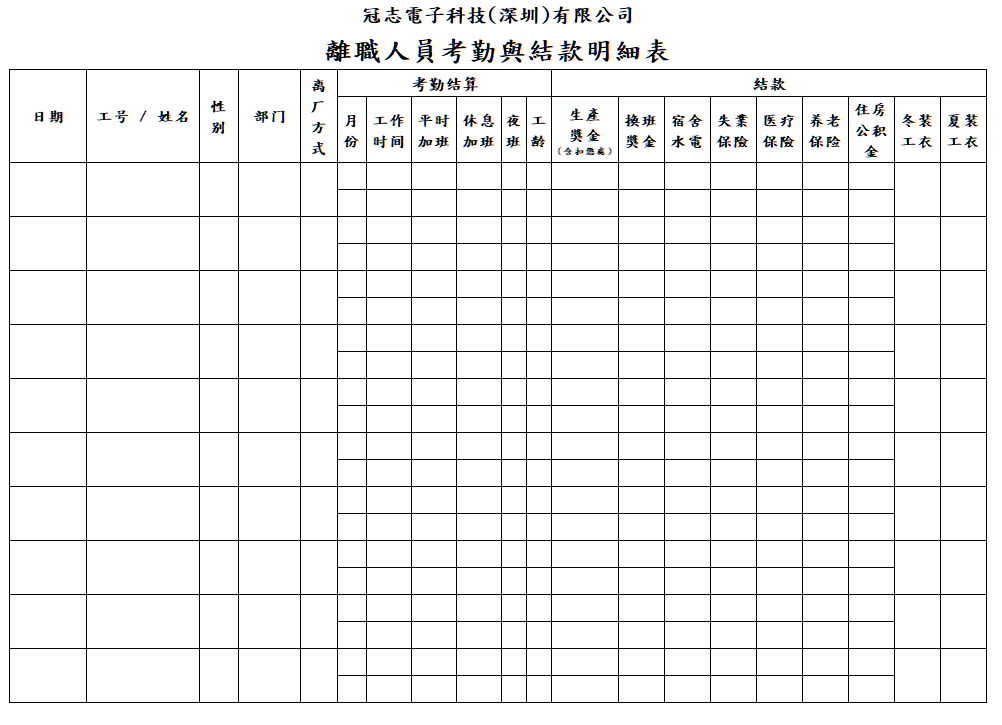 冠志電子科技(深圳)有限公司
離職人員考勤與結款明細表
日期
工号 / 姓名
性
别
部门
离
厂
方
式
考勤结算
結款
月
份
工作
时间
平时
加班
休息
加班
夜
班
工
龄
生產
獎金
(含扣懲處)
換班
獎金
宿舍
水電
失業
保險
医疗
保險
养老
保险
住房
公积
金
冬装
工衣
夏装
工衣